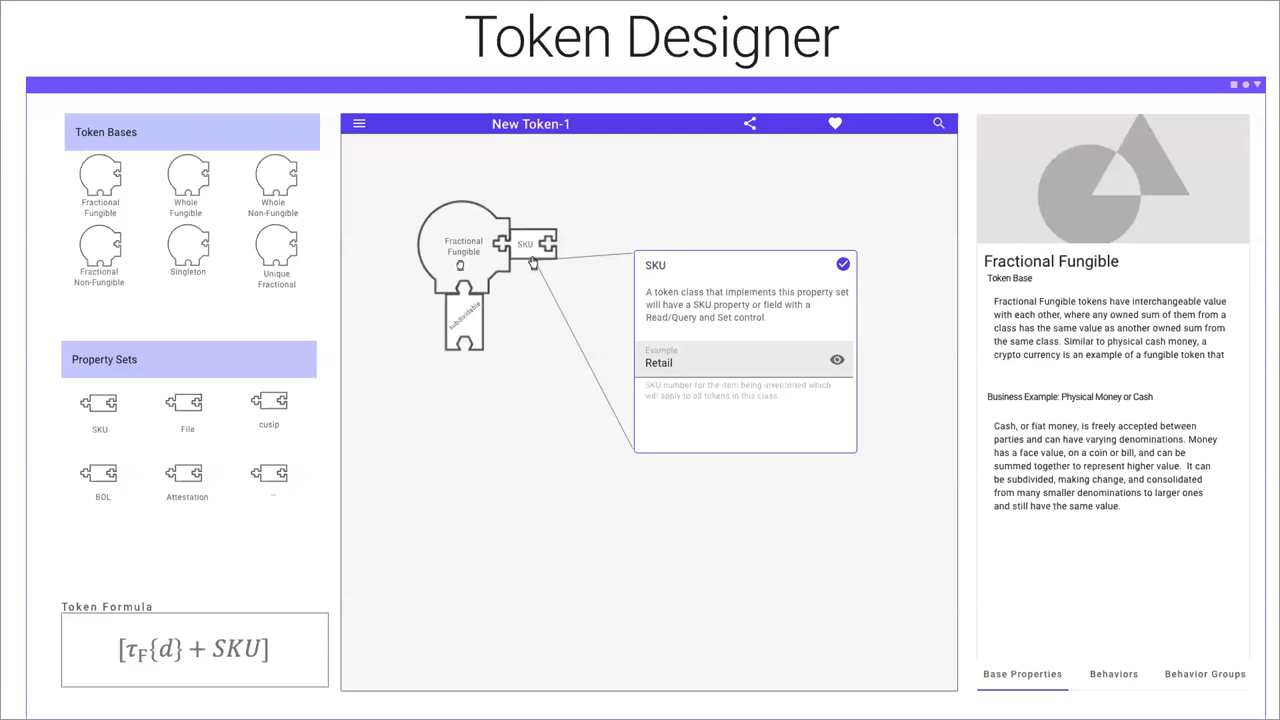 Token Designer
Token Bases
Fractional
Fungible
Whole
Fungible
Whole
Non-Fungible
Fractional
Non-Fungible
Singleton
Unique
Fractional
Property Sets
SKU
File
cusip
BOL
Attestation
...
Token Formula
[τF{d} + SKU]
New Token-1
Fractional
Fungible
SKU
subdividable
SKU
A token class that implements this property set
will have a SKU property or field with a
Read/Query and Set control.
Example
Retail
SKU number for the item being inventoried which
will apply to all tokens in this class.
Fractional Fungible
Token Base
Fractional Fungible tokens have interchangeable value
with each other, where any owned sum of them from a
class has the same value as another owned sum from
the same class. Similar to physical cash money, a
crypto currency is an example of a fungible token that
Business Example: Physical Money or Cash
Cash, or fiat money, is freely accepted between
parties and can have varying denominations. Money
has a face value, on a coin or bill, and can be
summed together to represent higher value. It can
be subdivided, making change, and consolidated
from many smaller denominations to larger ones
and still have the same value.
Base Properties
Behaviors
Behavior Groups